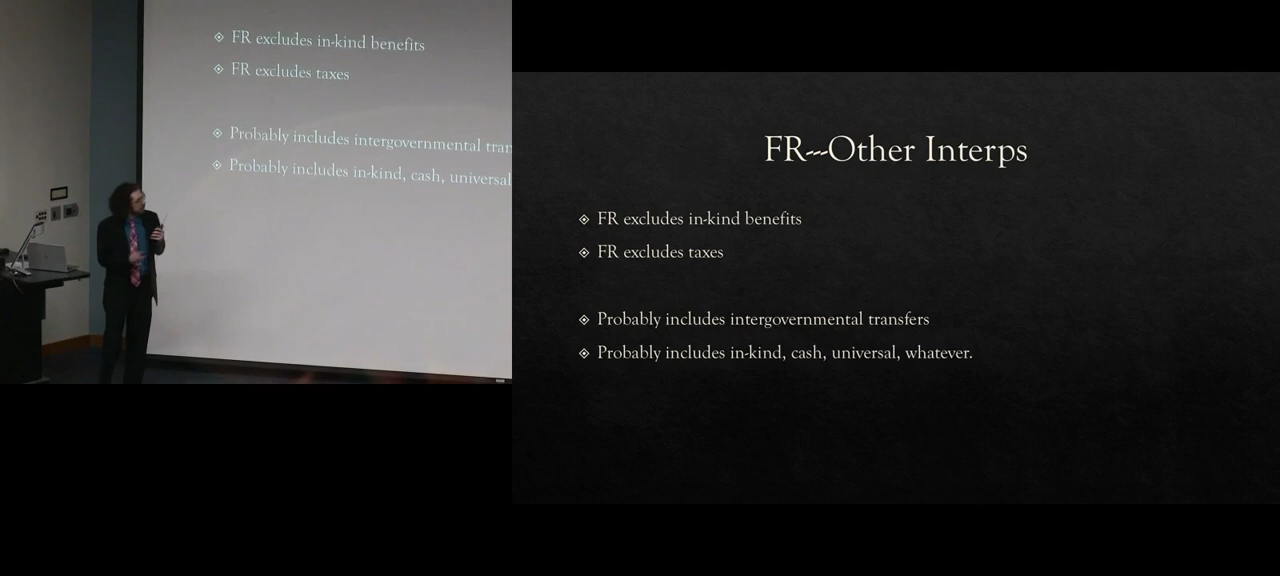 FR excludes in-kind benefits
FR excludes taxes
Probably includes intergovernmental tran
Probably includes in-kind, cash, universal
FR---Other Interps
FR excludes in-kind benefits
FR excludes taxes
Probably includes intergovernmental transfers
Probably includes in-kind, cash, universal, whatever.